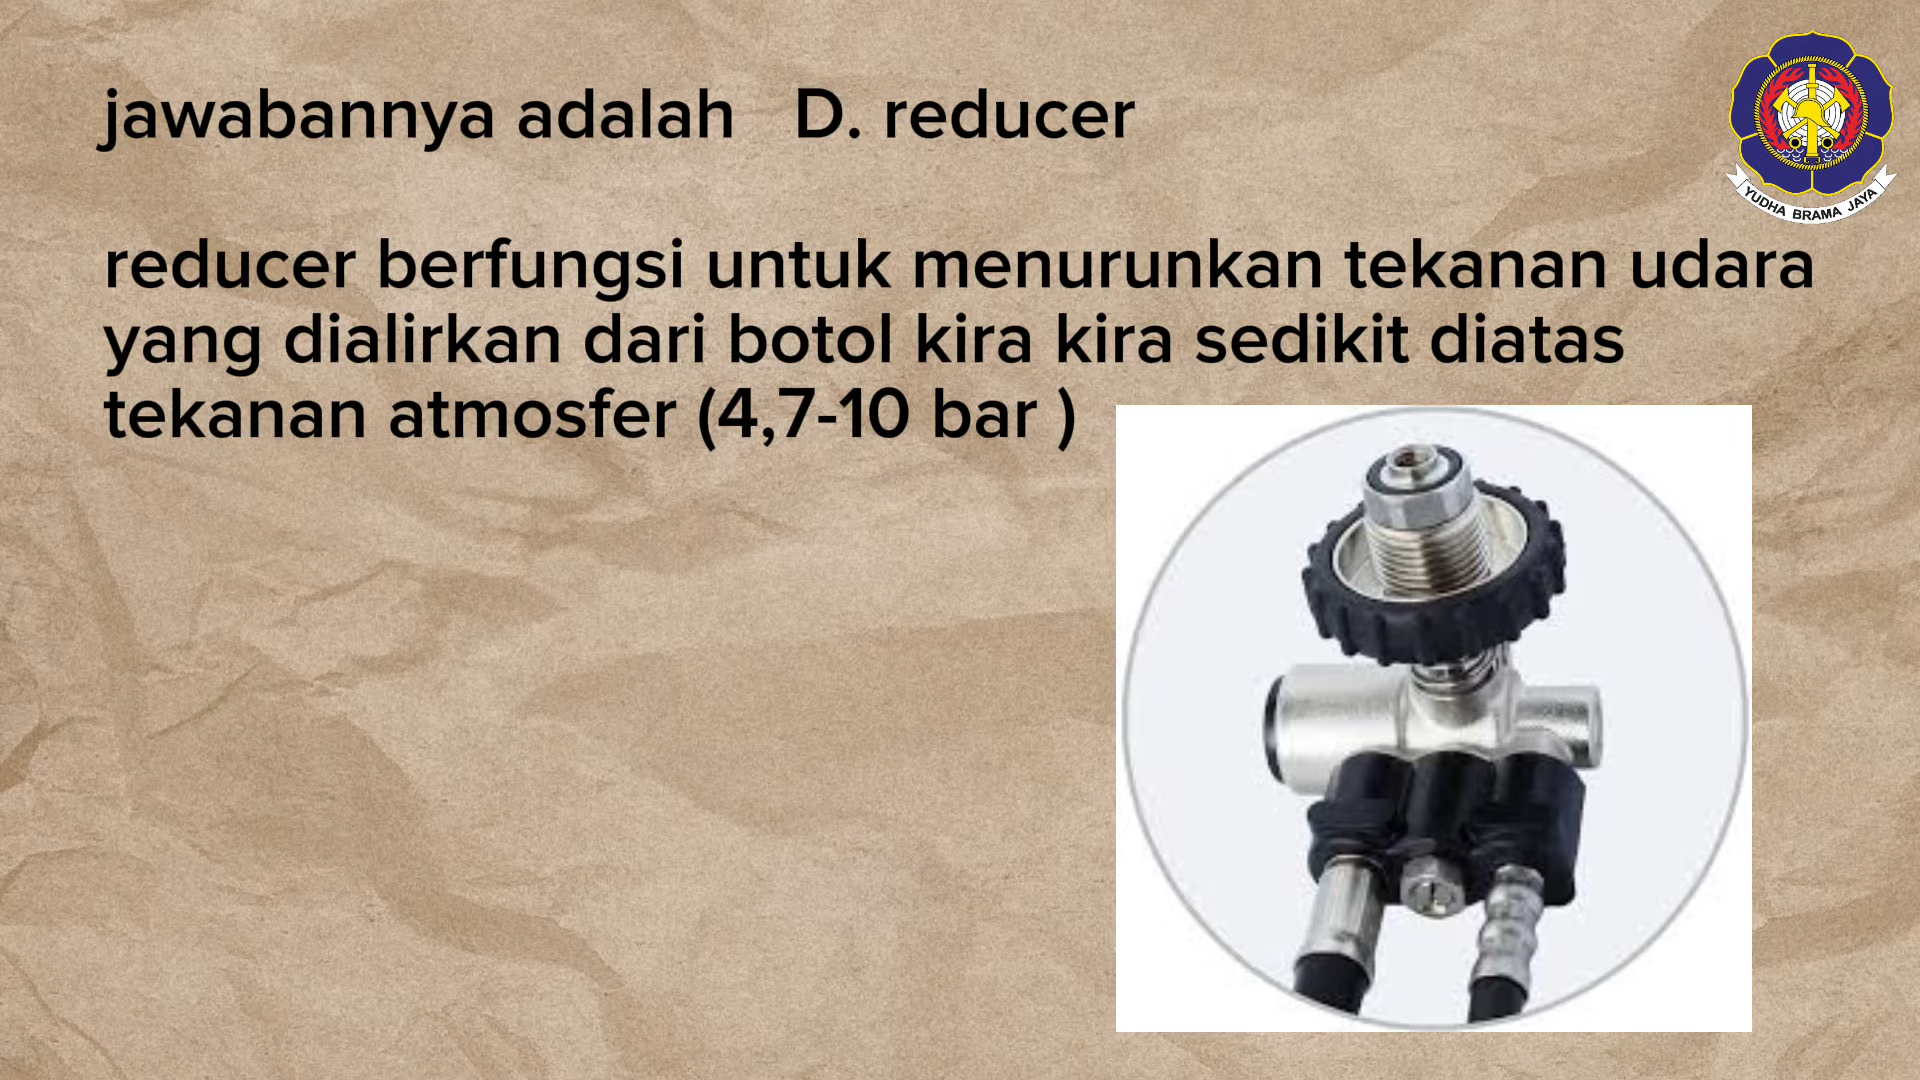 jawabannya adalah   D. reducer
reducer berfungsi untuk menurunkan tekanan udara
yang dialirkan dari botol kira kira sedikit diatas
tekanan atmosfer (4,7-10 bar )
YUDHA BRAMA JAYA